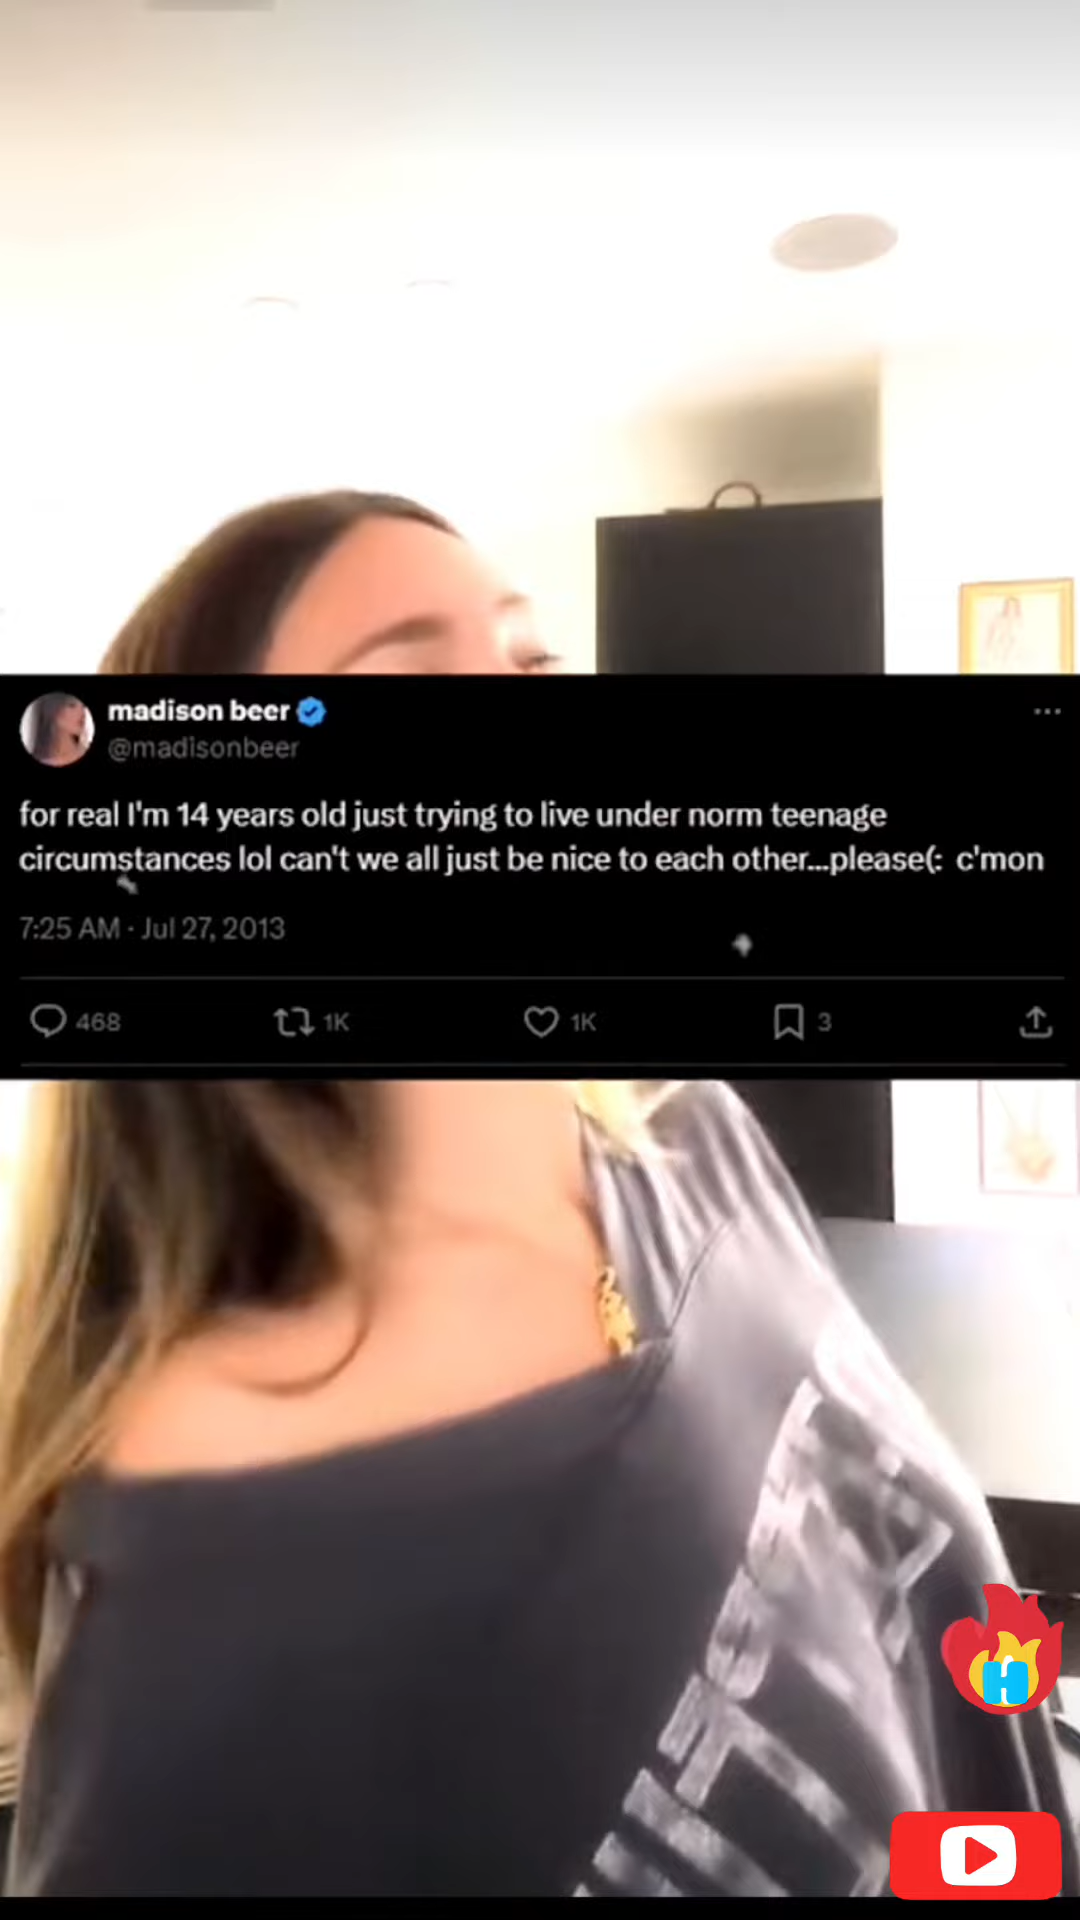 madison beer
@madisonbeer
for real I'm 14 years old just trying to live under norm teenage
circumstances lol can't we all just be nice to each other...please(: c'mon
7:25 AM · Jul 27, 2013
468 1K 1K 3
H